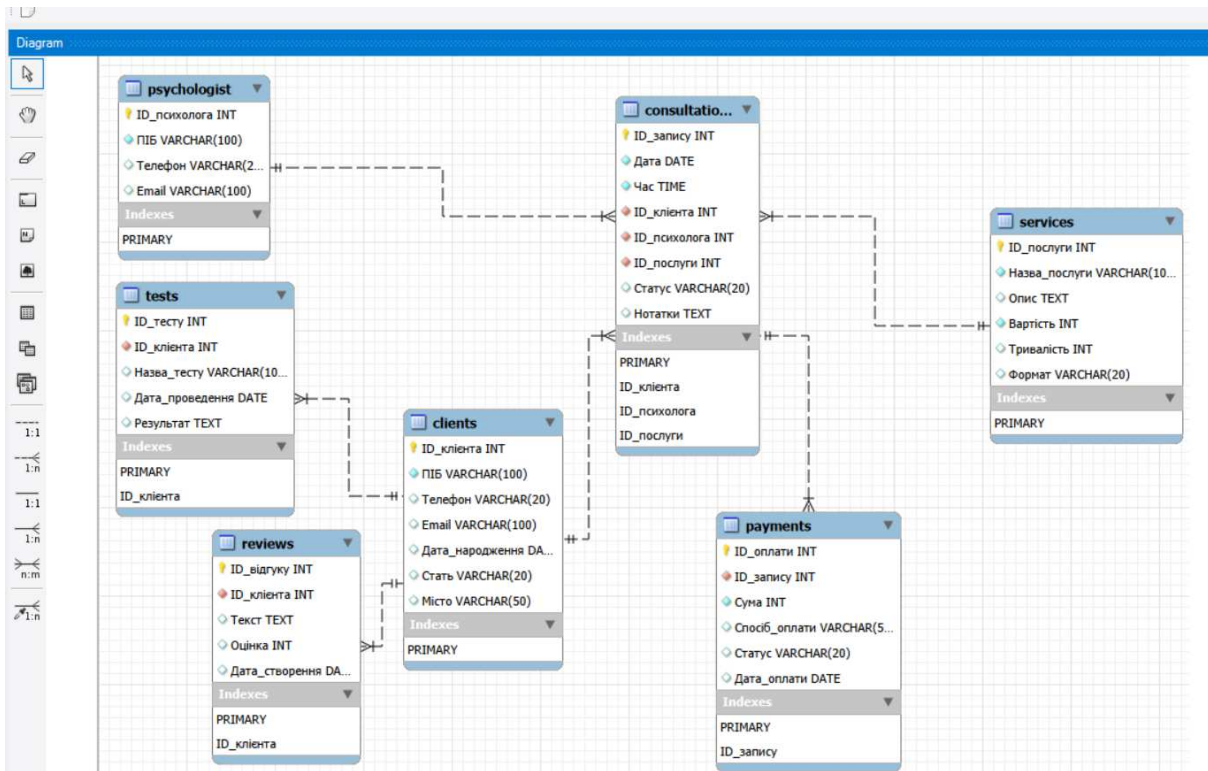 Diagram
psychologist
ID_психолога INT
ПІБ VARCHAR(100)
Телефон VARCHAR(2...
Email VARCHAR(100)
Indexes
PRIMARY
tests
ID_тесту INT
ID_клієнта INT
Назва_тесту VARCHAR(10...
Дата_проведення DATE
Результат TEXT
Indexes
PRIMARY
ID_клієнта
reviews
ID_відгуку INT
ID_клієнта INT
Текст TEXT
Оцінка INT
Дата_створення DA...
Indexes
PRIMARY
ID_клієнта
clients
ID_клієнта INT
ПІБ VARCHAR(100)
Телефон VARCHAR(20)
Email VARCHAR(100)
Дата_народження DA...
Стать VARCHAR(20)
Місто VARCHAR(50)
Indexes
PRIMARY
consultatio...
ID_запису INT
Дата DATE
Час TIME
ID_клієнта INT
ID_психолога INT
ID_послуги INT
Статус VARCHAR(20)
Нотатки TEXT
Indexes
PRIMARY
ID_клієнта
ID_психолога
ID_послуги
services
ID_послуги INT
Назва_послуги VARCHAR(10...
Опис TEXT
Вартість INT
Тривалість INT
Формат VARCHAR(20)
Indexes
PRIMARY
payments
ID_оплати INT
ID_запису INT
Сума INT
Спосіб_оплати VARCHAR(5...
Статус VARCHAR(20)
Дата_оплати DATE
Indexes
PRIMARY
ID_запису
1:1
1:n
1:1
1:n
n:m
1:n